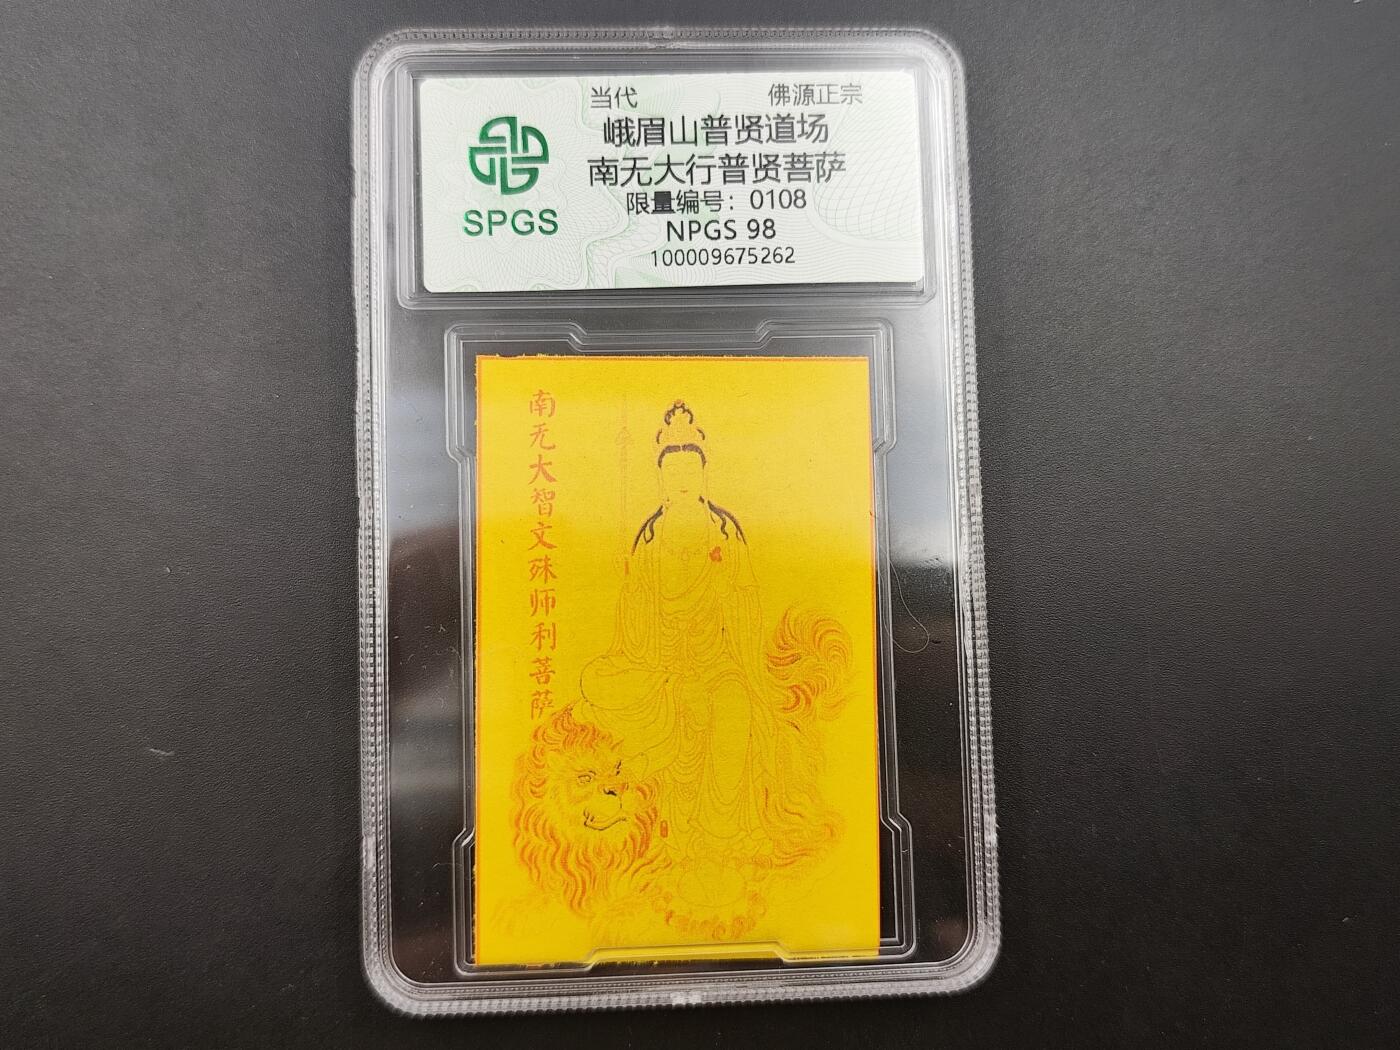 当代 佛源正宗
峨眉山普贤道场
南无大行普贤菩萨
限量编号：0108
NPGS 98
100009675262
SPGS
南无大智文殊师利菩萨